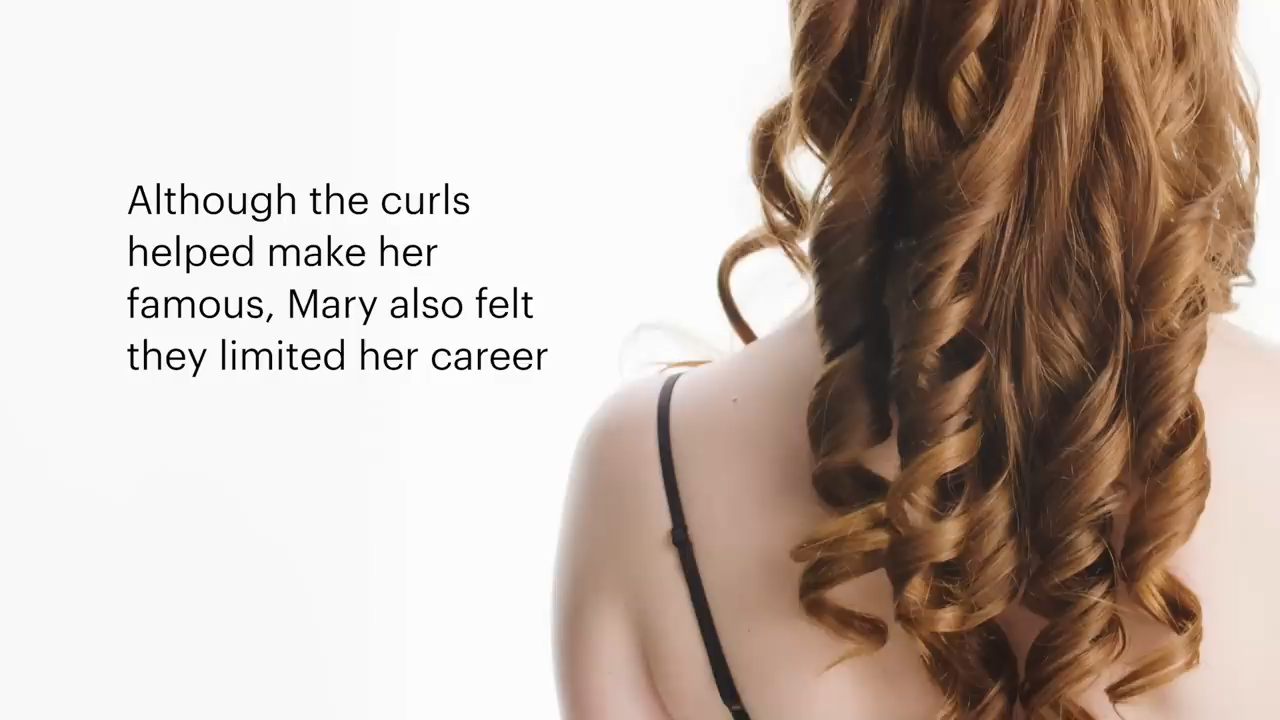 Although the curls
helped make her
famous, Mary also felt
they limited her career